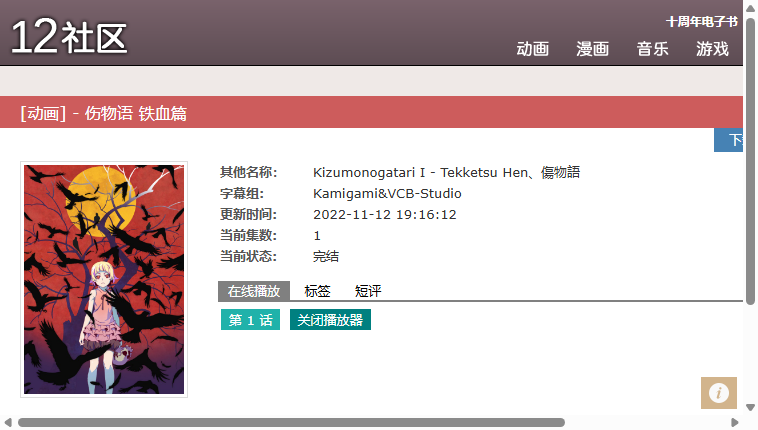 12社区
十周年电子书
动画 漫画 音乐 游戏
[动画] - 伤物语 铁血篇
其他名称: Kizumonogatari I - Tekketsu Hen、傷物語
字幕组: Kamigami&VCB-Studio
更新时间: 2022-11-12 19:16:12
当前集数: 1
当前状态: 完结
在线播放 标签 短评
第 1 话 关闭播放器